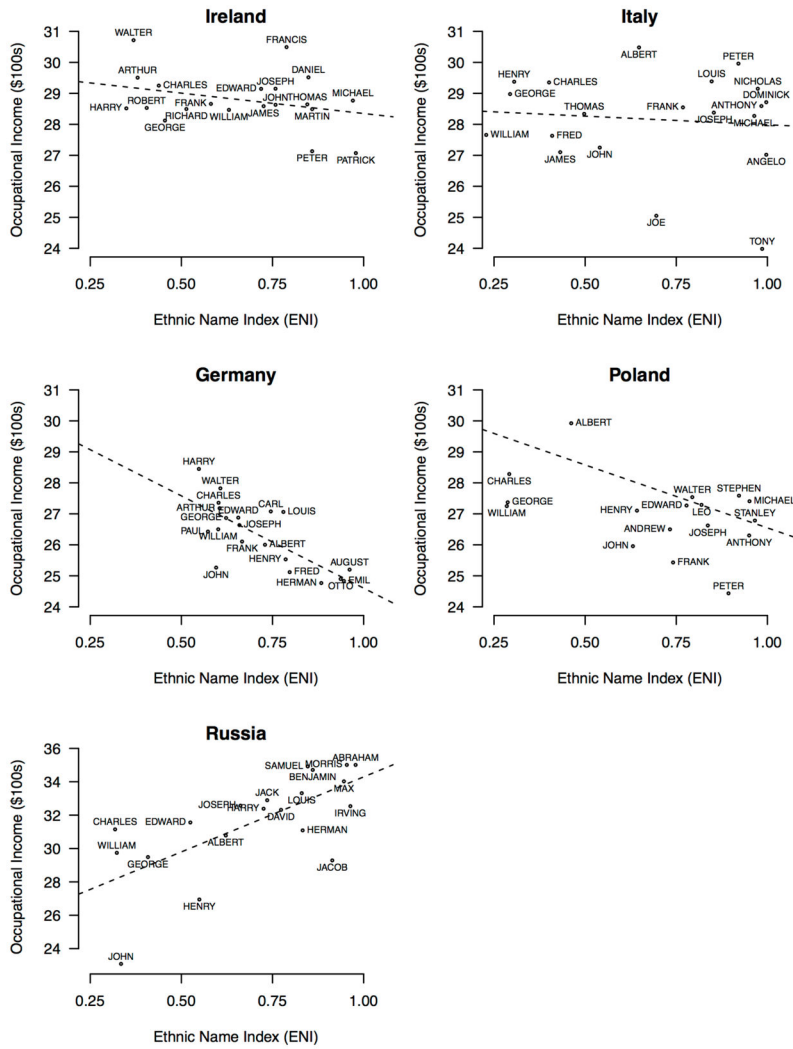 Ireland
31
30
29
28
27
26
25
24
Occupational Income ($100s)
WALTER
FRANCIS
ARTHUR
DANIEL
CHARLES
EDWARD
JOSEPH
MICHAEL
HARRY
ROBERT
FRANK
JOHN
THOMAS
RICHARD
WILLIAM
JAMES
MARTIN
GEORGE
PETER
PATRICK
0.25 0.50 0.75 1.00
Ethnic Name Index (ENI)
Italy
31
30
29
28
27
26
25
24
Occupational Income ($100s)
ALBERT
PETER
HENRY
CHARLES
LOUIS
NICHOLAS
GEORGE
DOMINICK
THOMAS
FRANK
ANTHONY
JOSEPH
MICHAEL
WILLIAM
FRED
JAMES
JOHN
ANGELO
JOE
TONY
0.25 0.50 0.75 1.00
Ethnic Name Index (ENI)
Germany
31
30
29
28
27
26
25
24
Occupational Income ($100s)
HARRY
WALTER
CHARLES
ARTHUR
CARL
LOUIS
GEORGE
EDWARD
JOSEPH
PAUL
WILLIAM
FRANK
ALBERT
HENRY
AUGUST
JOHN
FRED
HERMAN
EMIL
OTTO
0.25 0.50 0.75 1.00
Ethnic Name Index (ENI)
Poland
31
30
29
28
27
26
25
24
Occupational Income ($100s)
ALBERT
CHARLES
GEORGE
WILLIAM
WALTER
STEPHEN
HENRY
EDWARD
LEO
MICHAEL
STANLEY
ANDREW
JOSEPH
ANTHONY
JOHN
FRANK
PETER
0.25 0.50 0.75 1.00
Ethnic Name Index (ENI)
Russia
36
34
32
30
28
26
24
Occupational Income ($100s)
ABRAHAM
SAMUEL
MORRIS
BENJAMIN
MAX
JACK
JOSEPH
HARRY
LOUIS
DAVID
IRVING
CHARLES
EDWARD
HERMAN
WILLIAM
ALBERT
GEORGE
JACOB
HENRY
JOHN
0.25 0.50 0.75 1.00
Ethnic Name Index (ENI)